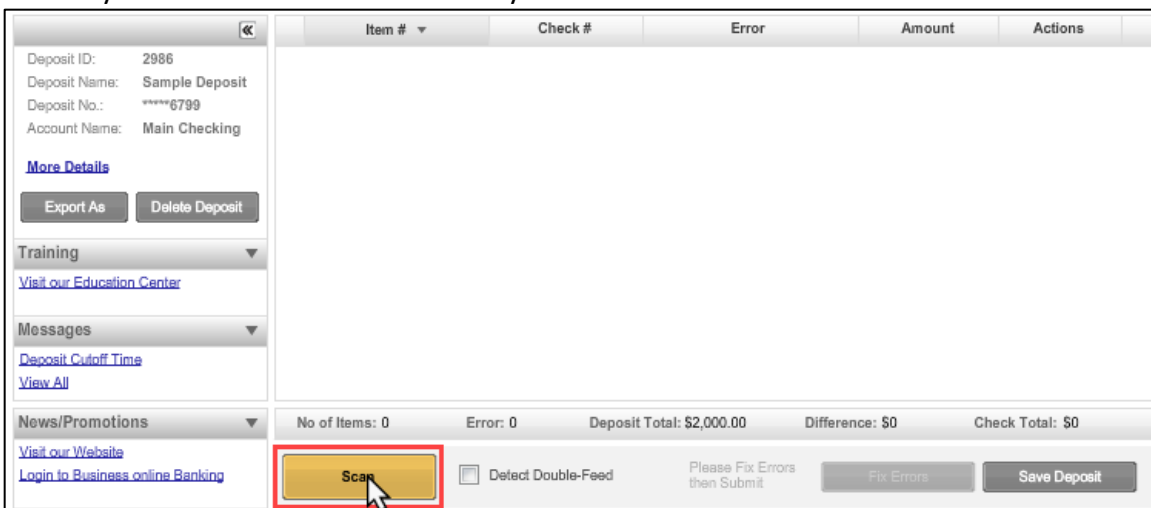 Item # Check # Error Amount Actions
Deposit ID: 2986
Deposit Name: Sample Deposit
Deposit No.: *****6799
Account Name: Main Checking
More Details
Export As Delete Deposit
Training
Visit our Education Center
Messages
Deposit Cutoff Time
View All
News/Promotions
Visit our Website
Login to Business online Banking
No of Items: 0 Error: 0 Deposit Total: $2,000.00 Difference: $0 Check Total: $0
Scan Detect Double-Feed Please Fix Errors
then Submit Fix Errors Save Deposit